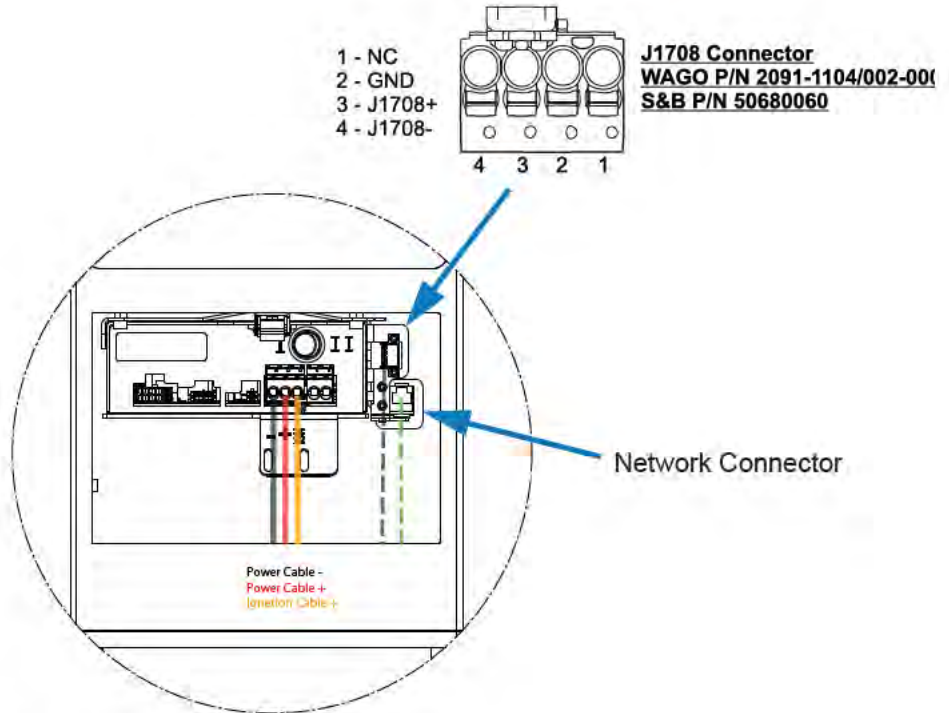 1 - NC
2 - GND
3 - J1708+
4 - J1708-
J1708 Connector
WAGO P/N 2091-1104/002-000
S&B P/N 50680060
4 3 2 1
I II
- +
Network Connector
Power Cable -
Power Cable +
Ignetion Cable +